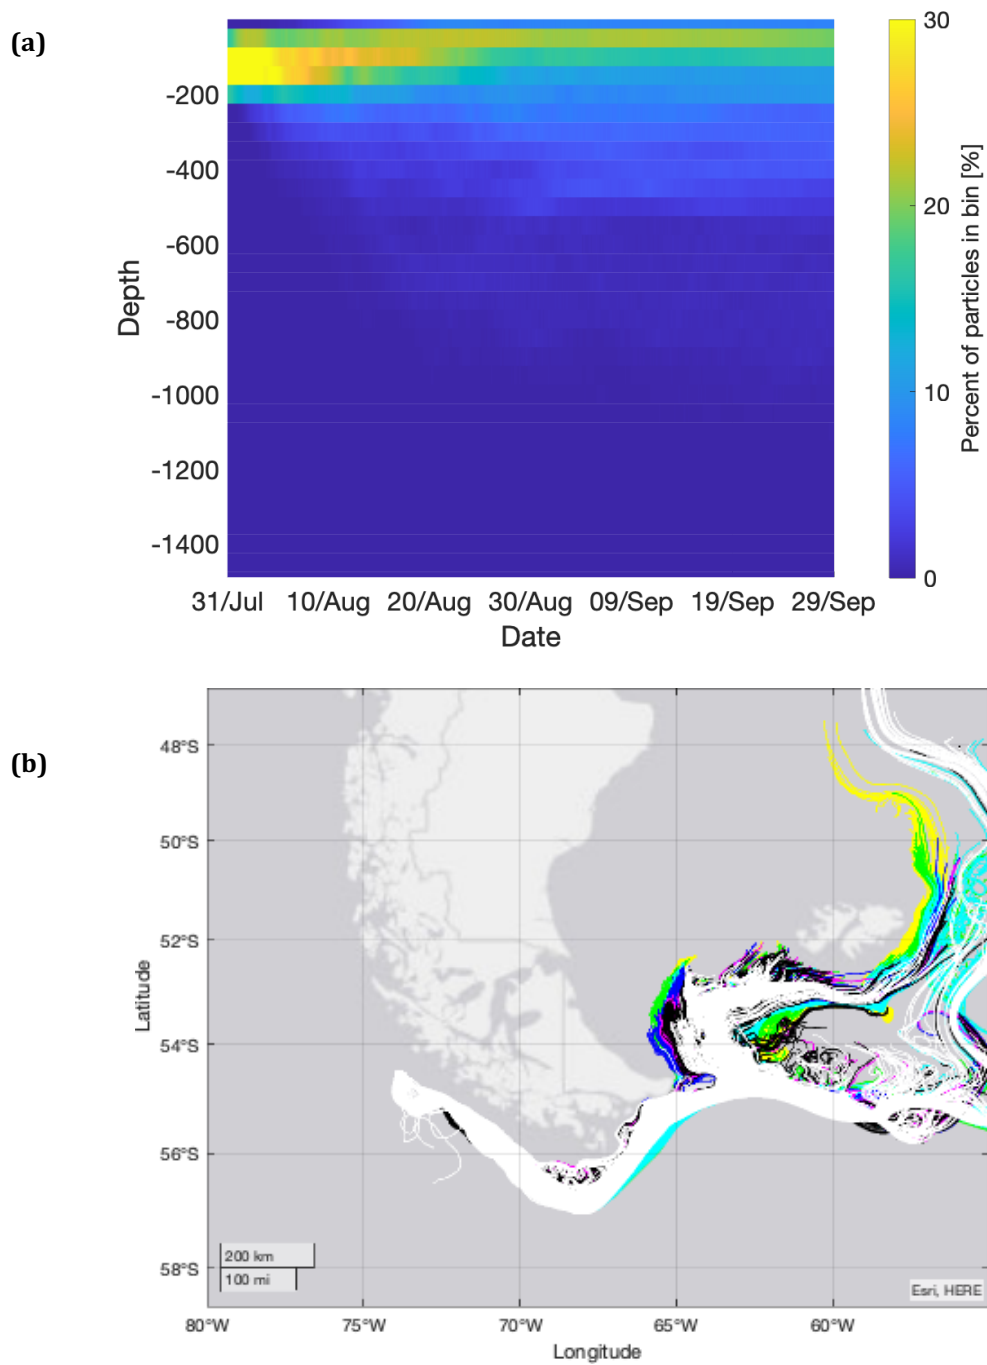 (a)
Depth
-200
-400
-600
-800
-1000
-1200
-1400
31/Jul 10/Aug 20/Aug 30/Aug 09/Sep 19/Sep 29/Sep
Date
30
20
10
0
Percent of particles in bin [%]
(b)
Latitude
48°S
50°S
52°S
54°S
56°S
58°S
200 km
100 mi
Esri, HERE
80°W 75°W 70°W 65°W 60°W
Longitude